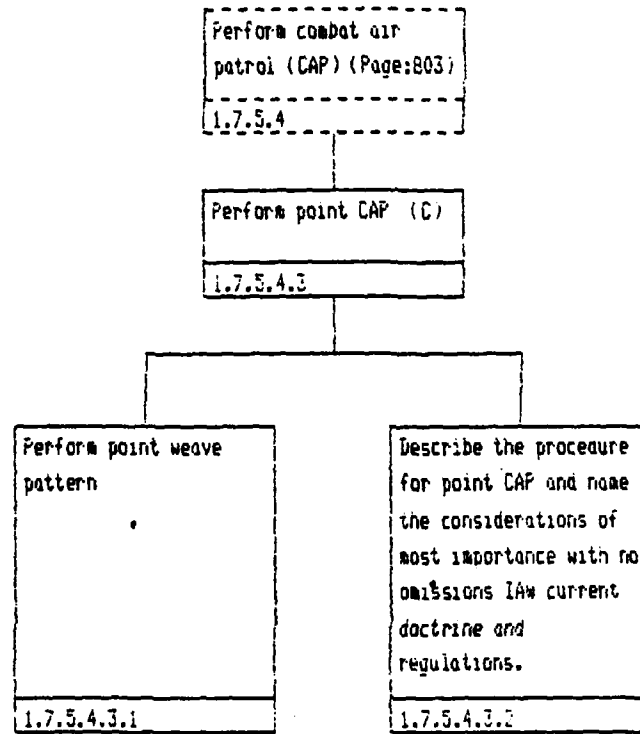 Perform combat air
patrol (CAP) (Page:803)
1.7.5.4
Perform point CAP (C)
1.7.5.4.3
Perform point weave
pattern
1.7.5.4.3.1
Describe the procedure
for point CAP and name
the considerations of
most importance with no
omissions IAW current
doctrine and
regulations.
1.7.5.4.3.2